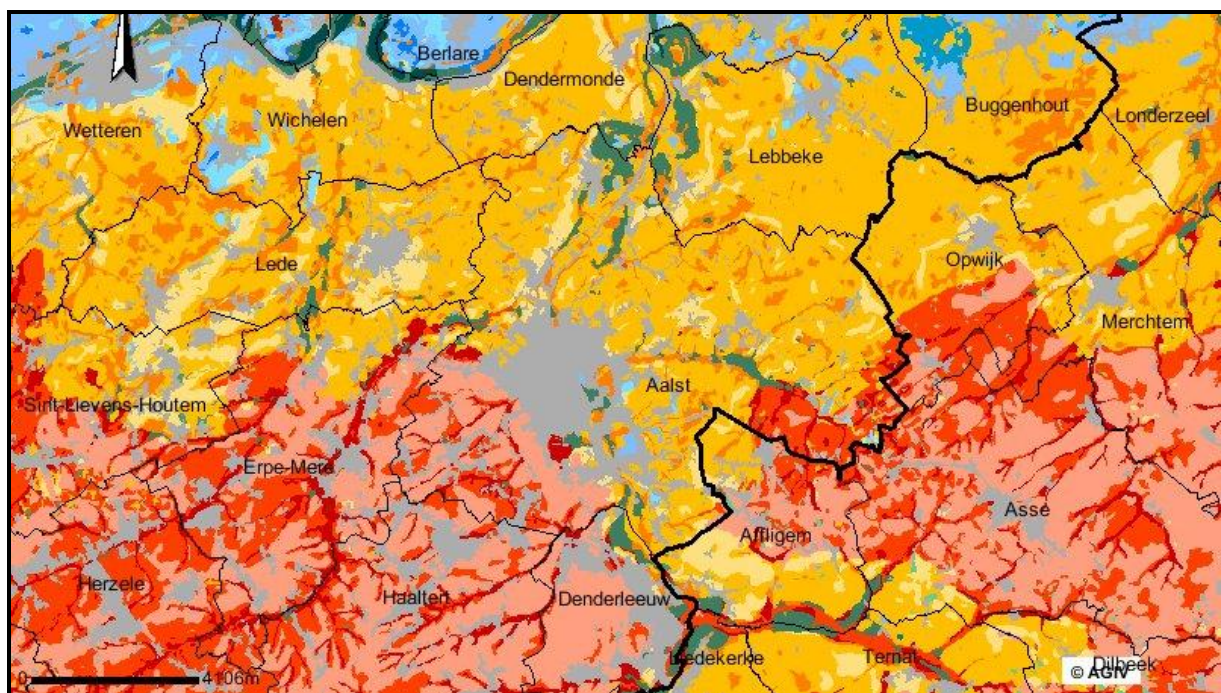 Berlare
Dendermonde
Wetteren
Wichelen
Buggenhout
Londerzeel
Lebbeke
Lede
Opwijk
Merchtem
Aalst
Sint-Lievens-Houtem
Erpe-Mere
Asse
Affligem
Herzele
Haaltert
Denderleeuw
Liedekerke
Ternat
Dilbeek
0 4106m
© AGIV